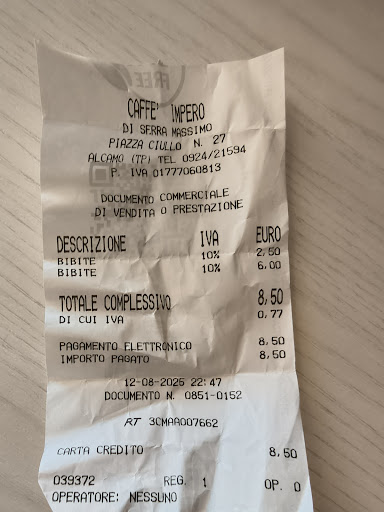 FREE
CAFFE' IMPERO
DI SERRA MASSIMO
PIAZZA CIULLO N. 27
ALCAMO (TP) TEL 0924/21594
P. IVA 01777060813
DOCUMENTO COMMERCIALE
DI VENDITA O PRESTAZIONE
DESCRIZIONE IVA EURO
BIBITE 10% 2,50
BIBITE 10% 6,00
TOTALE COMPLESSIVO 8,50
DI CUI IVA 0,77
PAGAMENTO ELETTRONICO 8,50
IMPORTO PAGATO 8,50
12-08-2025 22:47
DOCUMENTO N. 0851-0152
RT 3CMAA007662
CARTA CREDITO 8,50
039372 REG. 1 OP. 0
OPERATORE: NESSUNO